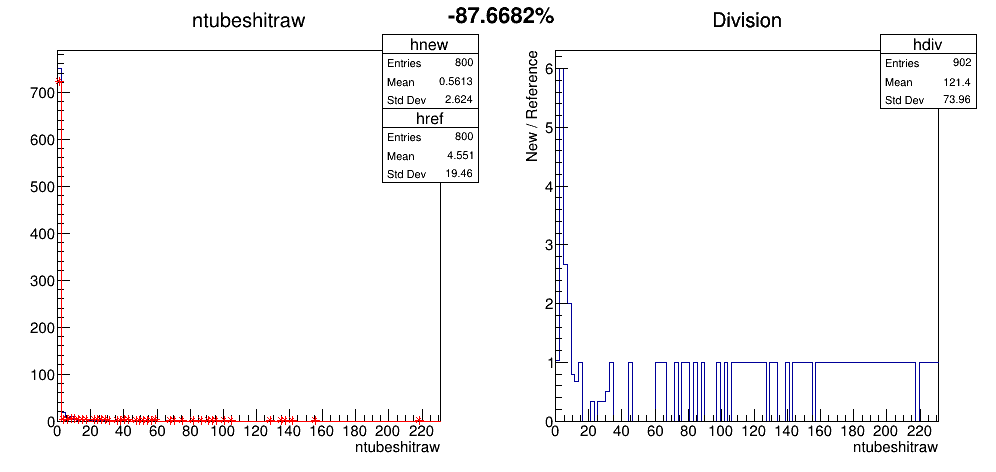 -87.6682%
ntubeshitraw
hnew
Entries 800
Mean 0.5613
Std Dev 2.624
href
Entries 800
Mean 4.551
Std Dev 19.46
700
600
500
400
300
200
100
0
0 20 40 60 80 100 120 140 160 180 200 220
ntubeshitraw
Division
hdiv
Entries 902
Mean 121.4
Std Dev 73.96
New / Reference
6
5
4
3
2
1
0
0 20 40 60 80 100 120 140 160 180 200 220
ntubeshitraw